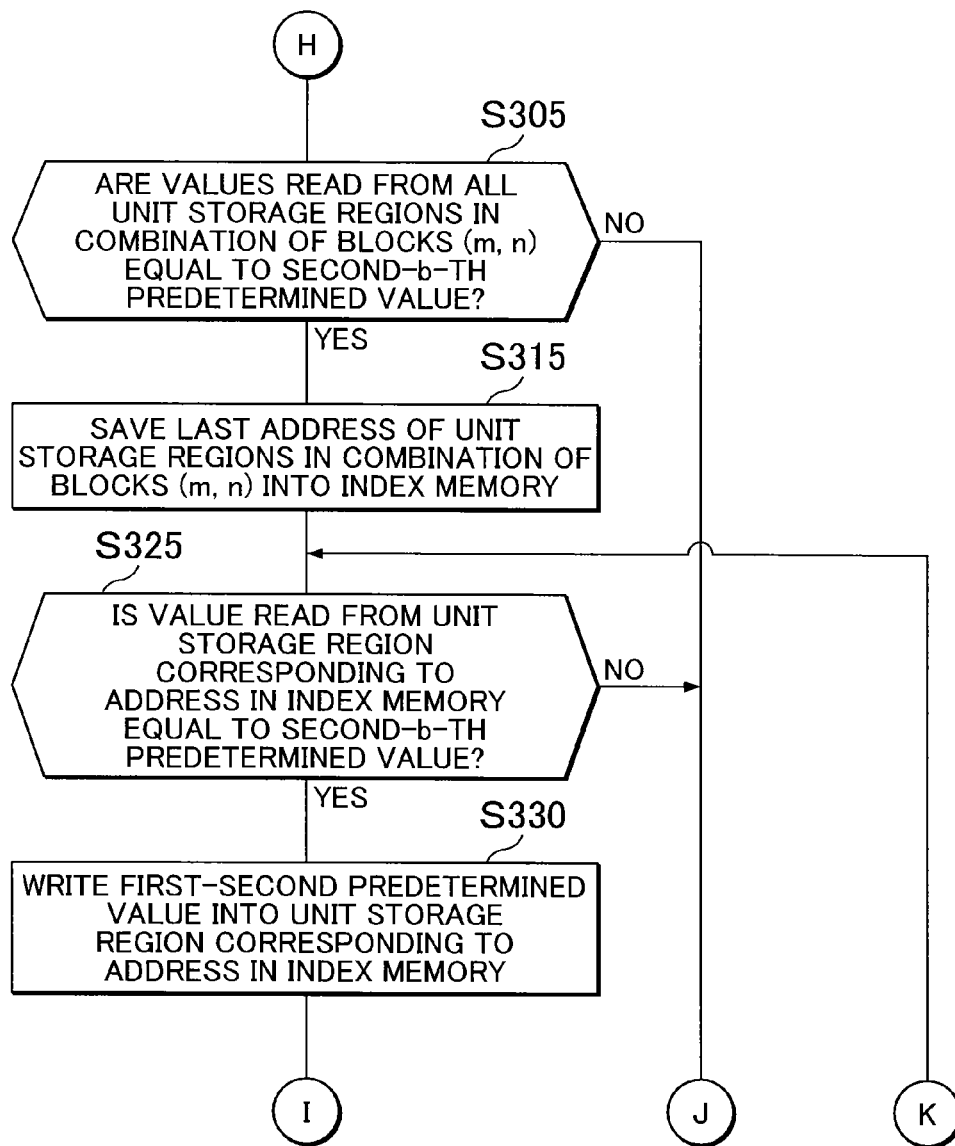 H
S305
ARE VALUES READ FROM ALL
UNIT STORAGE REGIONS IN
COMBINATION OF BLOCKS (m, n)
EQUAL TO SECOND-b-TH
PREDETERMINED VALUE?
NO
YES
S315
SAVE LAST ADDRESS OF UNIT
STORAGE REGIONS IN COMBINATION OF
BLOCKS (m, n) INTO INDEX MEMORY
S325
IS VALUE READ FROM UNIT
STORAGE REGION
CORRESPONDING TO
ADDRESS IN INDEX MEMORY
EQUAL TO SECOND-b-TH
PREDETERMINED VALUE?
NO
YES
S330
WRITE FIRST-SECOND PREDETERMINED
VALUE INTO UNIT STORAGE
REGION CORRESPONDING TO
ADDRESS IN INDEX MEMORY
I
J
K